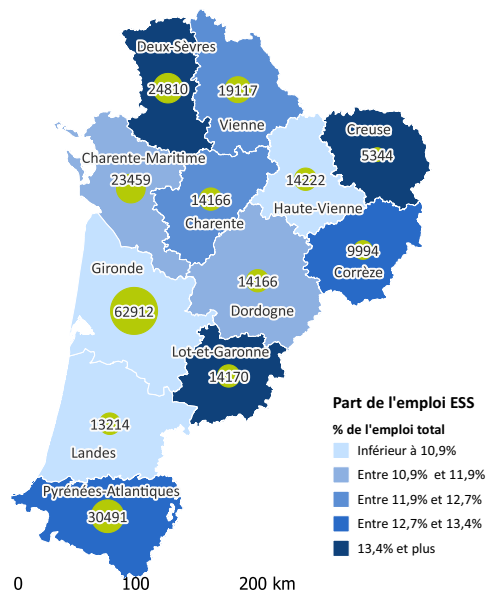 Deux-Sèvres
24810
19117
Vienne
Creuse
5344
Charente-Maritime
23459
14222
Haute-Vienne
14166
Charente
9994
Corrèze
Gironde
62912
14166
Dordogne
Lot-et-Garonne
14170
13214
Landes
Pyrénées-Atlantiques
30491
Part de l'emploi ESS
% de l'emploi total
Inférieur à 10,9%
Entre 10,9% et 11,9%
Entre 11,9% et 12,7%
Entre 12,7% et 13,4%
13,4% et plus
0 100 200 km